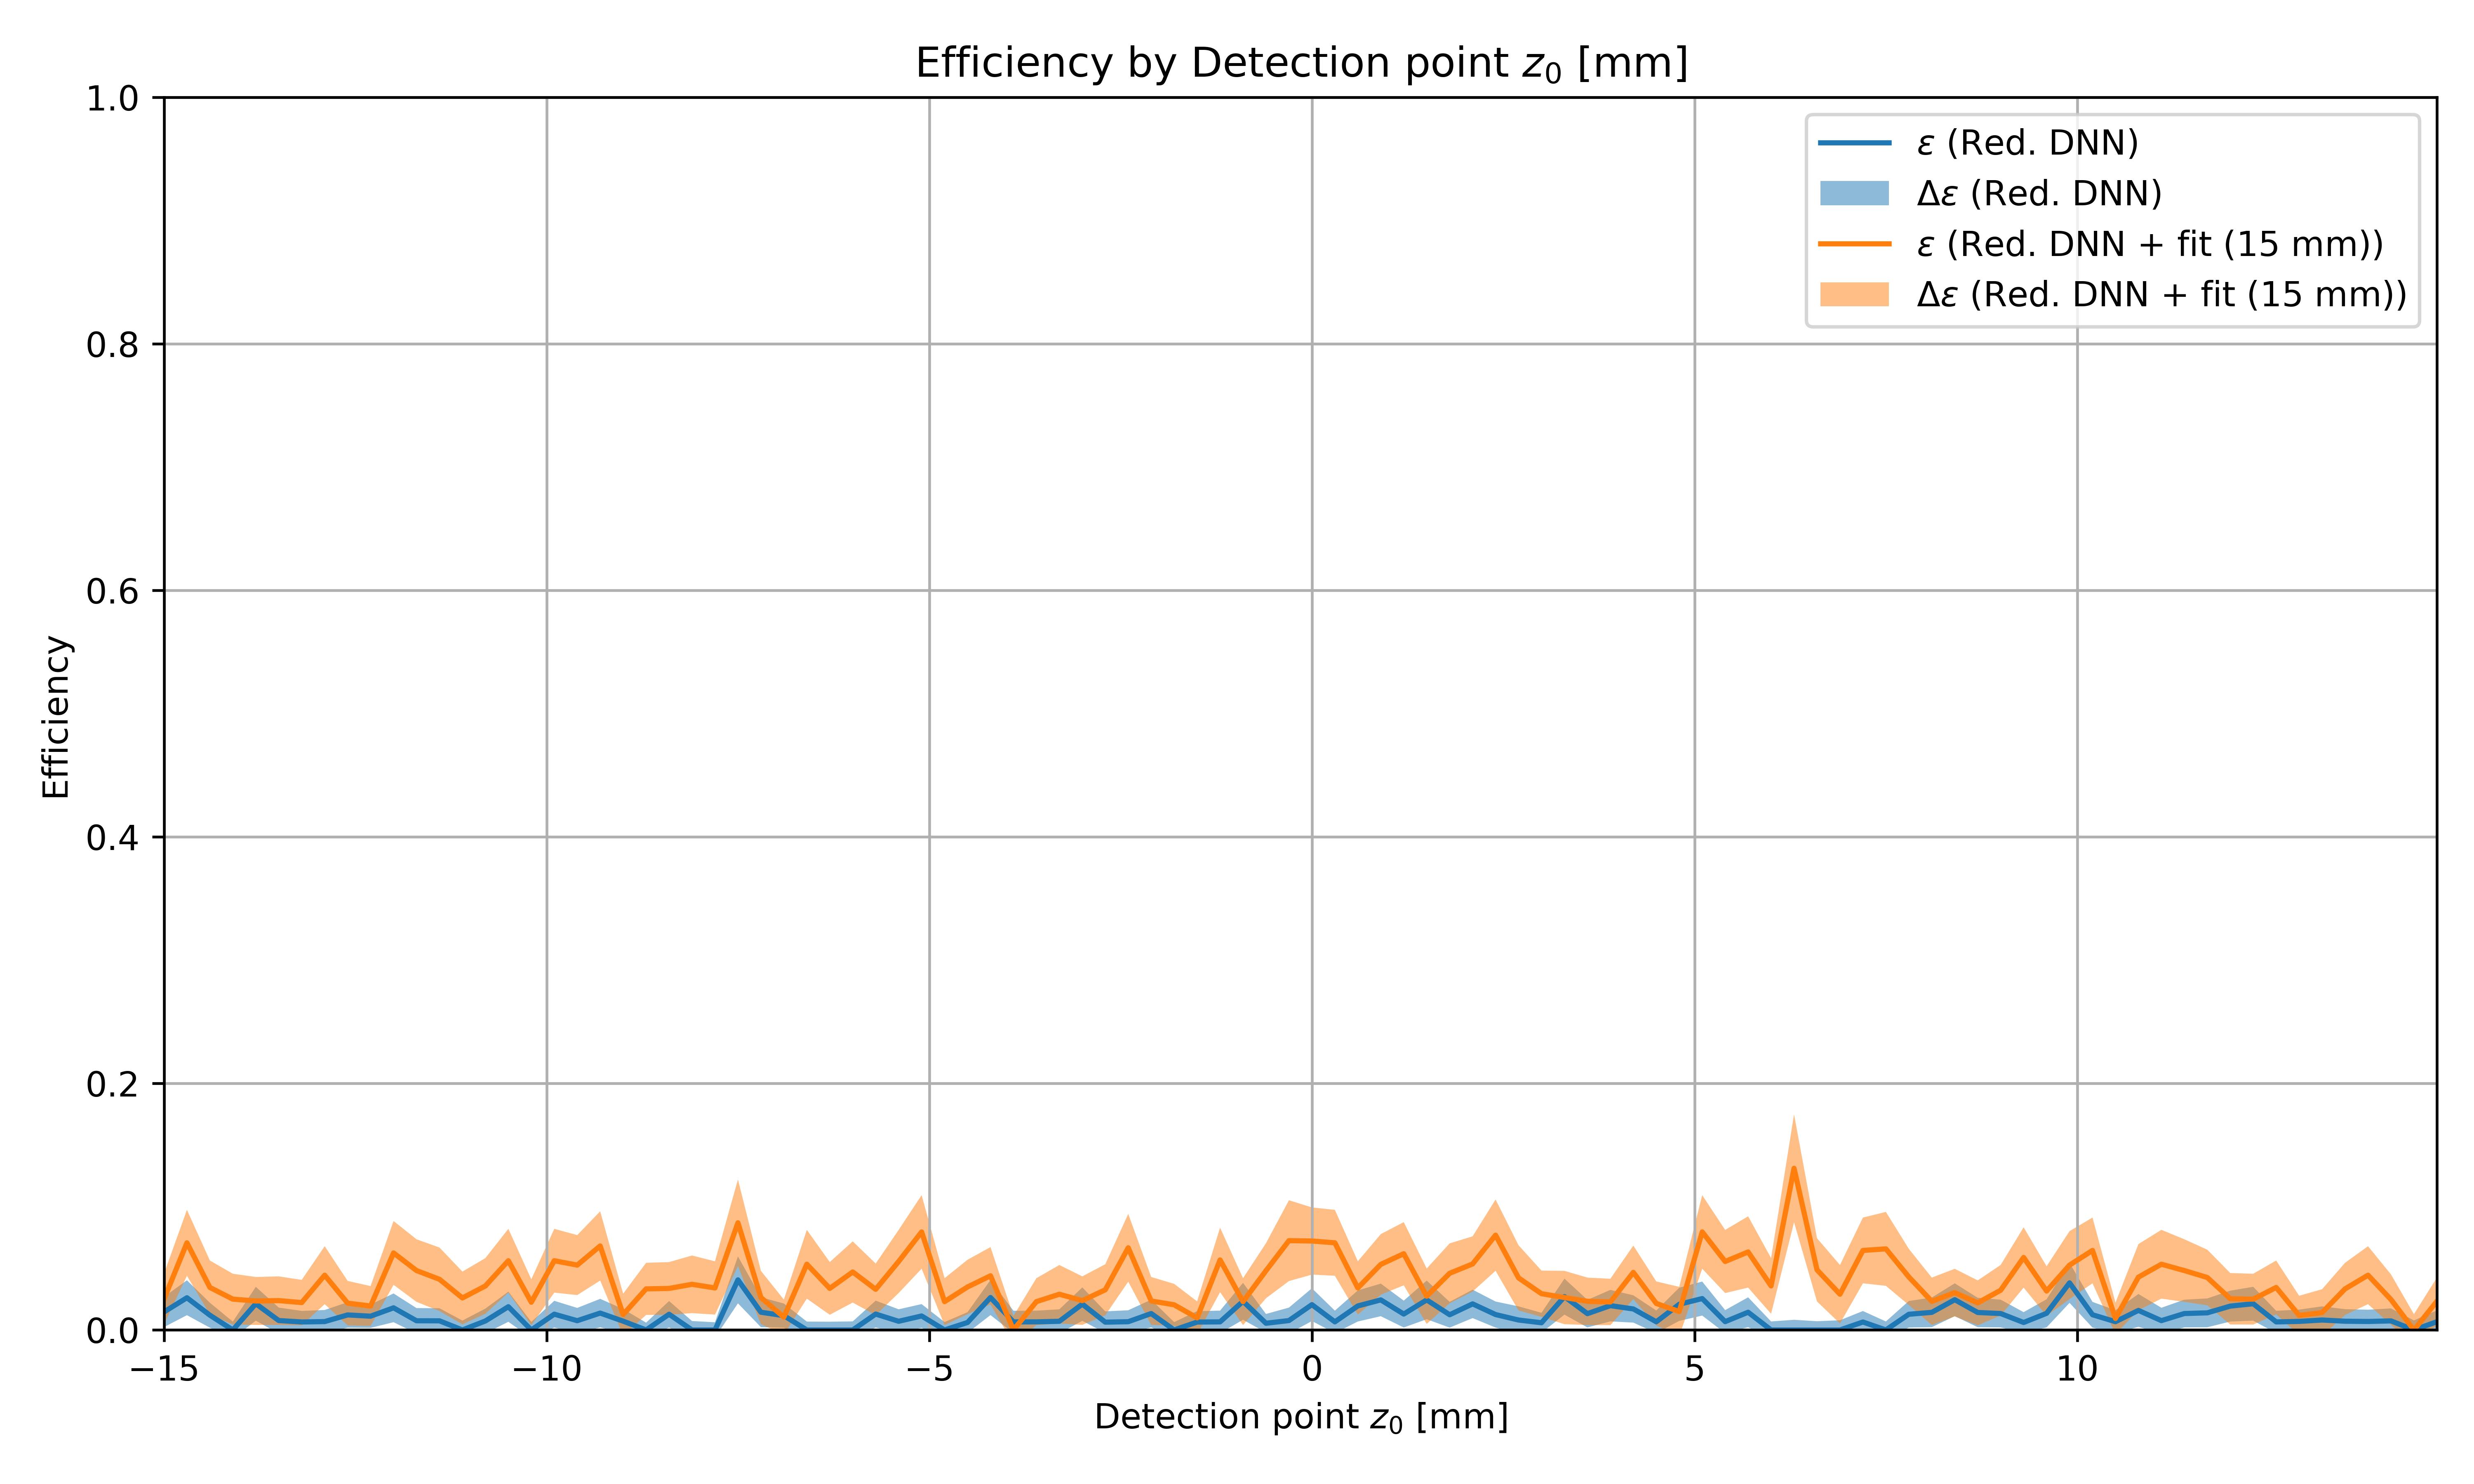 Efficiency by Detection point z₀ [mm]
1.0
0.8
0.6
0.4
0.2
0.0
Efficiency
ε (Red. DNN)
Δε (Red. DNN)
ε (Red. DNN + fit (15 mm))
Δε (Red. DNN + fit (15 mm))
−15 −10 −5 0 5 10
Detection point z₀ [mm]